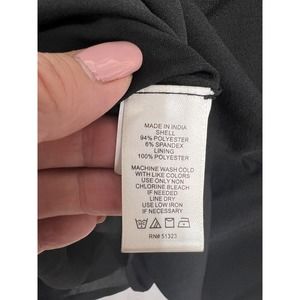 MADE IN INDIA
SHELL
94% POLYESTER
6% SPANDEX
LINING
100% POLYESTER
MACHINE WASH COLD
WITH LIKE COLORS
USE ONLY NON
CHLORINE BLEACH
IF NEEDED
LINE DRY
USE LOW IRON
IF NECESSARY
RN# 51323